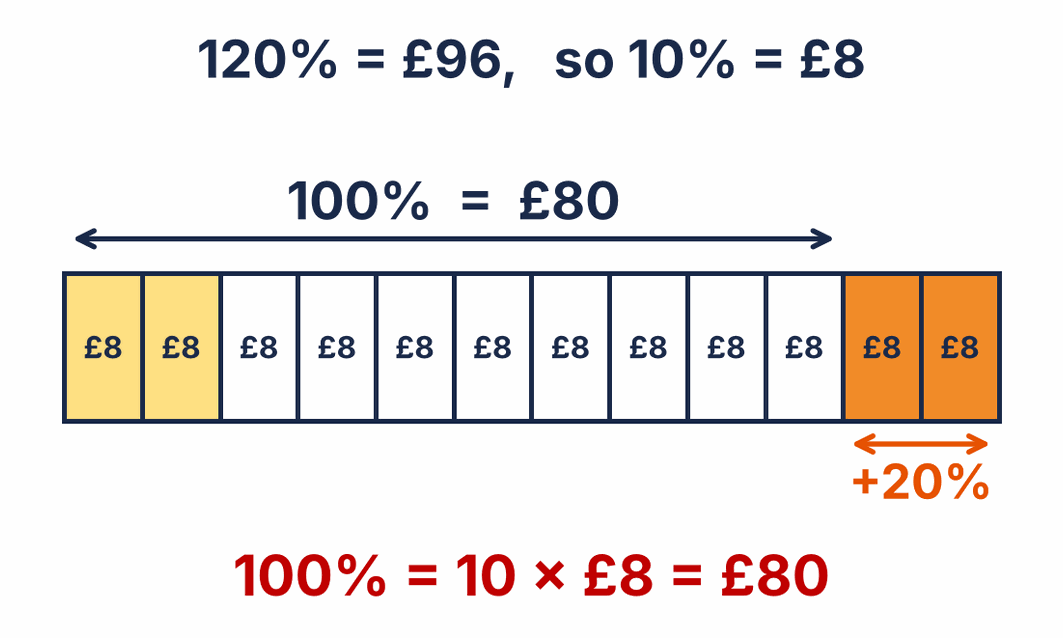 120% = £96, so 10% = £8
100% = £80
£8 £8 £8 £8 £8 £8 £8 £8 £8 £8 £8 £8
+20%
100% = 10 × £8 = £80